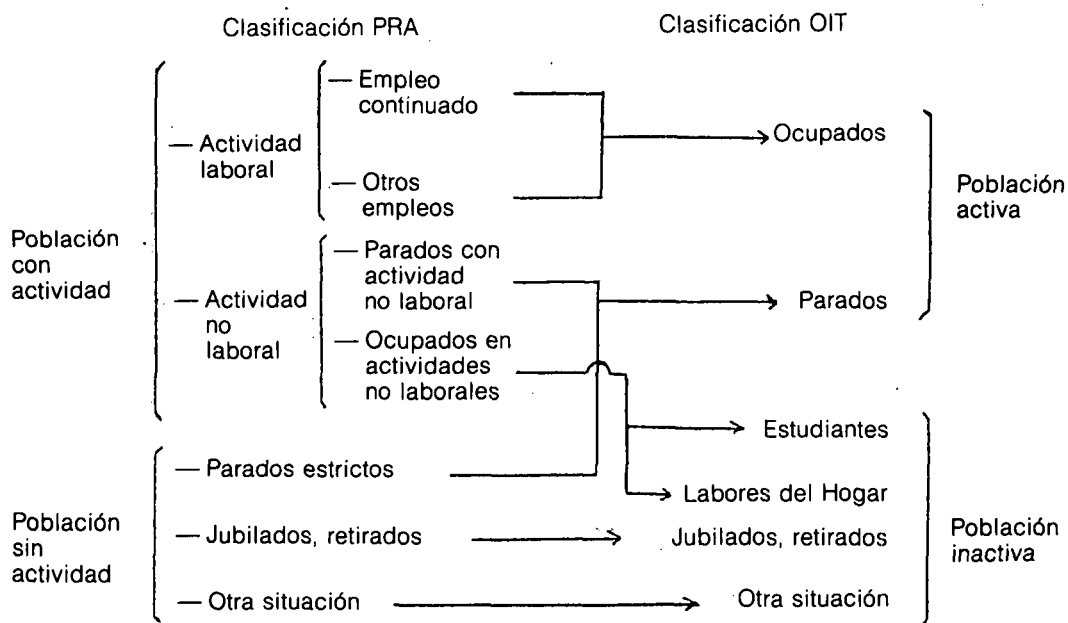 Clasificación PRA
Clasificación OIT
Población
con
actividad
— Actividad
laboral
— Empleo
continuado
— Otros
empleos
— Actividad
no
laboral
— Parados con
actividad
no laboral
— Ocupados en
actividades
no laborales
Población
sin
actividad
— Parados estrictos
— Jubilados, retirados
— Otra situación
Ocupados
Parados
Población
activa
Estudiantes
Labores del Hogar
Jubilados, retirados
Otra situación
Población
inactiva